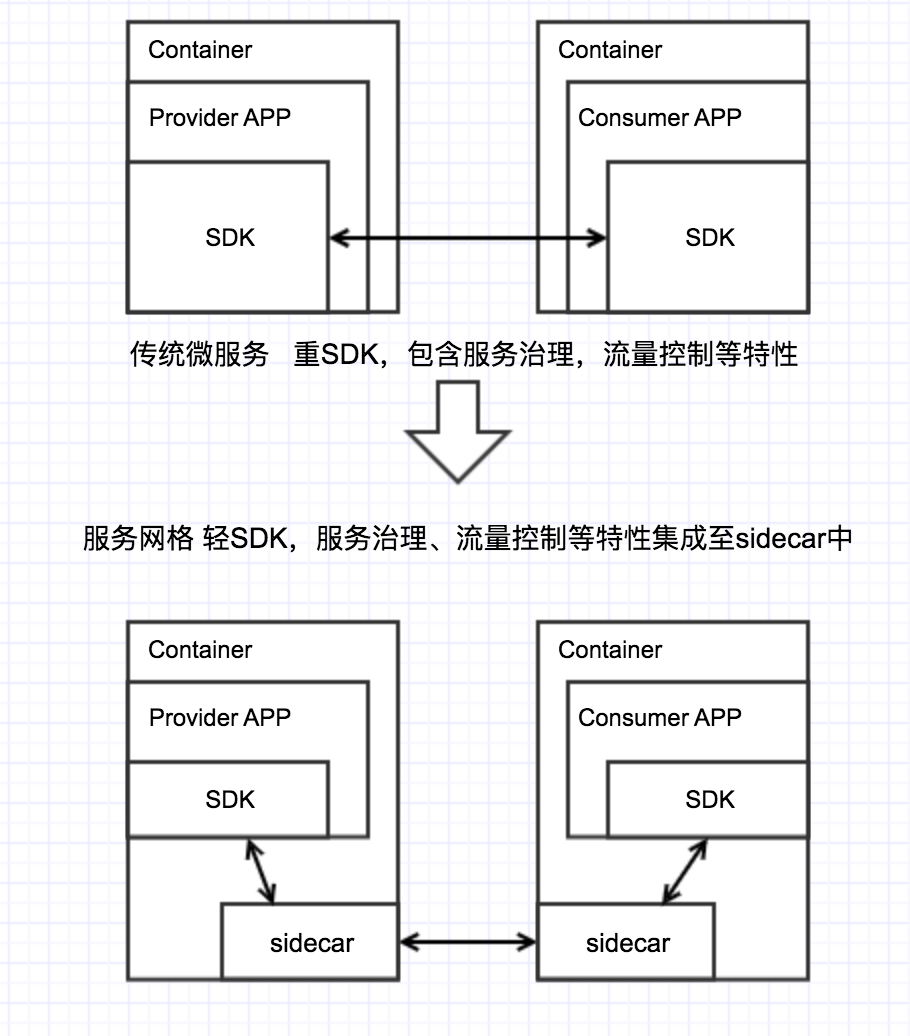 Container
Container
Provider APP
Consumer APP
SDK
SDK
传统微服务 重SDK，包含服务治理，流量控制等特性
服务网格 轻SDK，服务治理、流量控制等特性集成至sidecar中
Container
Container
Provider APP
Consumer APP
SDK
SDK
sidecar
sidecar